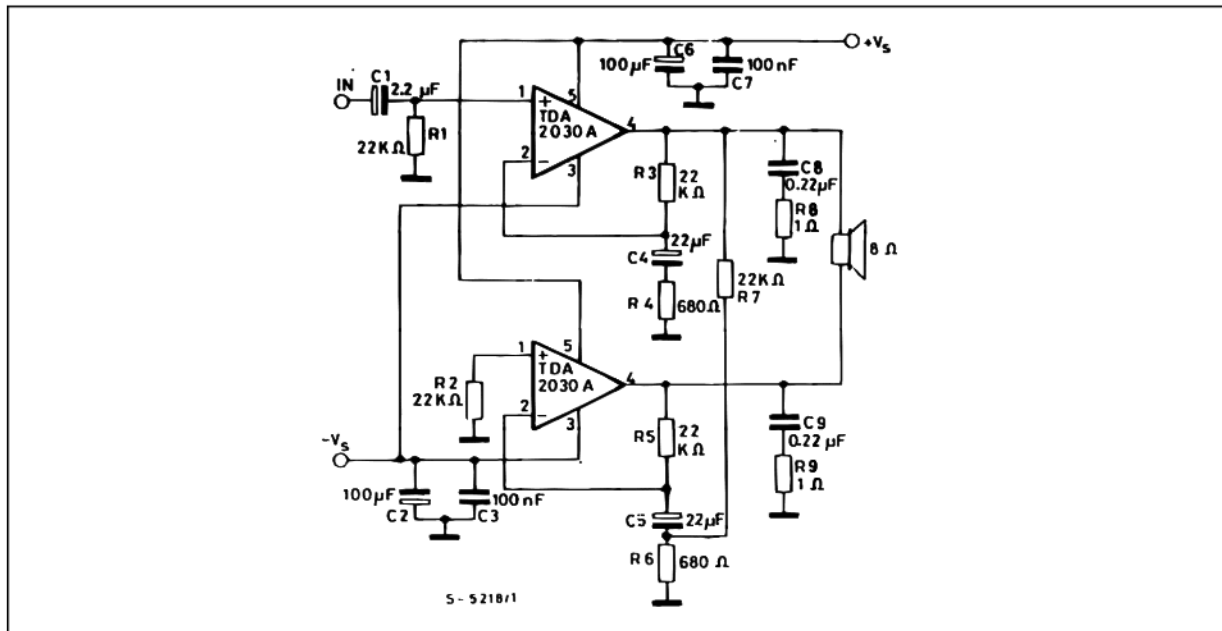 +Vs
C6
100µF
100nF
C7
IN
C1
2.2 µF
R1
22KΩ
1
+
5
TDA
2030A
4
2
−
3
R3
22
KΩ
C8
0.22µF
R8
1Ω
8 Ω
22µF
C4
R4
680Ω
22KΩ
R7
1
+
5
TDA
2030A
4
2
−
3
R2
22KΩ
R5
22
KΩ
C9
0.22µF
R9
1Ω
-Vs
100µF
C2
100nF
C3
C5
22µF
R6
680 Ω
S-5218/1